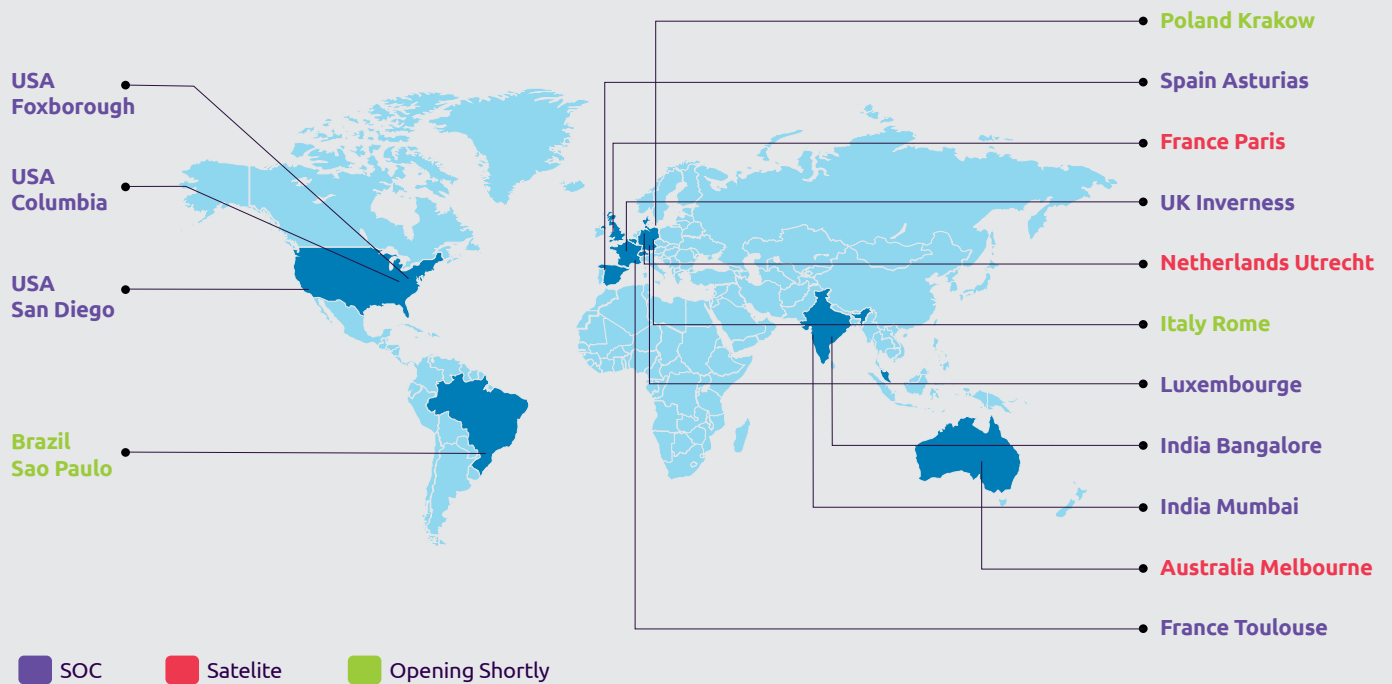 USA
Foxborough
USA
Columbia
USA
San Diego
Brazil
Sao Paulo
Poland Krakow
Spain Asturias
France Paris
UK Inverness
Netherlands Utrecht
Italy Rome
Luxembourge
India Bangalore
India Mumbai
Australia Melbourne
France Toulouse
SOC
Satelite
Opening Shortly